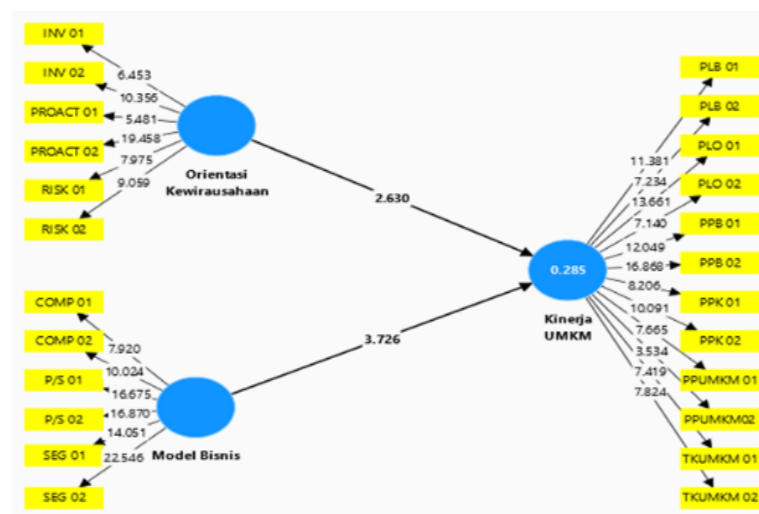 INV 01
INV 02
PROACT 01
PROACT 02
RISK 01
RISK 02
6.453
10.356
5.481
19.458
7.975
9.059
Orientasi
Kewirausahaan
2.630
COMP 01
COMP 02
P/S 01
P/S 02
SEG 01
SEG 02
7.920
10.024
16.675
16.870
14.051
22.546
Model Bisnis
3.726
0.285
Kinerja
UMKM
11.381
7.234
13.661
7.140
12.049
16.868
8.206
10.091
7.665
3.534
7.419
7.824
PLB 01
PLB 02
PLO 01
PLO 02
PPB 01
PPB 02
PPK 01
PPK 02
PPUMKM 01
PPUMKM02
TKUMKM 01
TKUMKM 02